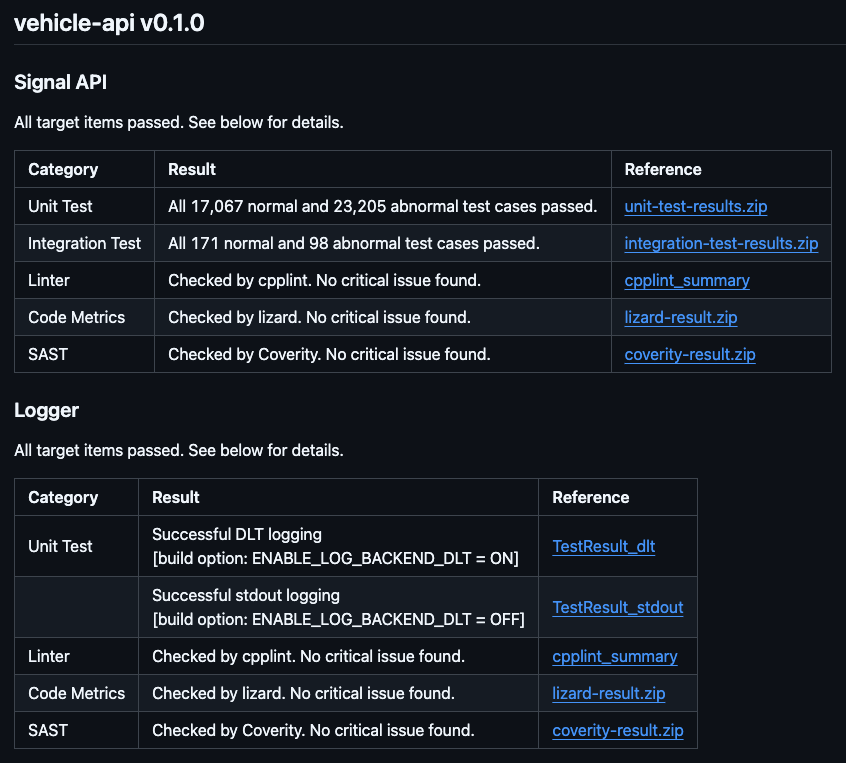 vehicle-api v0.1.0
Signal API
All target items passed. See below for details.
Category Result Reference
Unit Test All 17,067 normal and 23,205 abnormal test cases passed. unit-test-results.zip
Integration Test All 171 normal and 98 abnormal test cases passed. integration-test-results.zip
Linter Checked by cpplint. No critical issue found. cpplint_summary
Code Metrics Checked by lizard. No critical issue found. lizard-result.zip
SAST Checked by Coverity. No critical issue found. coverity-result.zip
Logger
All target items passed. See below for details.
Category Result Reference
Unit Test Successful DLT logging
[build option: ENABLE_LOG_BACKEND_DLT = ON] TestResult_dlt
Successful stdout logging
[build option: ENABLE_LOG_BACKEND_DLT = OFF] TestResult_stdout
Linter Checked by cpplint. No critical issue found. cpplint_summary
Code Metrics Checked by lizard. No critical issue found. lizard-result.zip
SAST Checked by Coverity. No critical issue found. coverity-result.zip